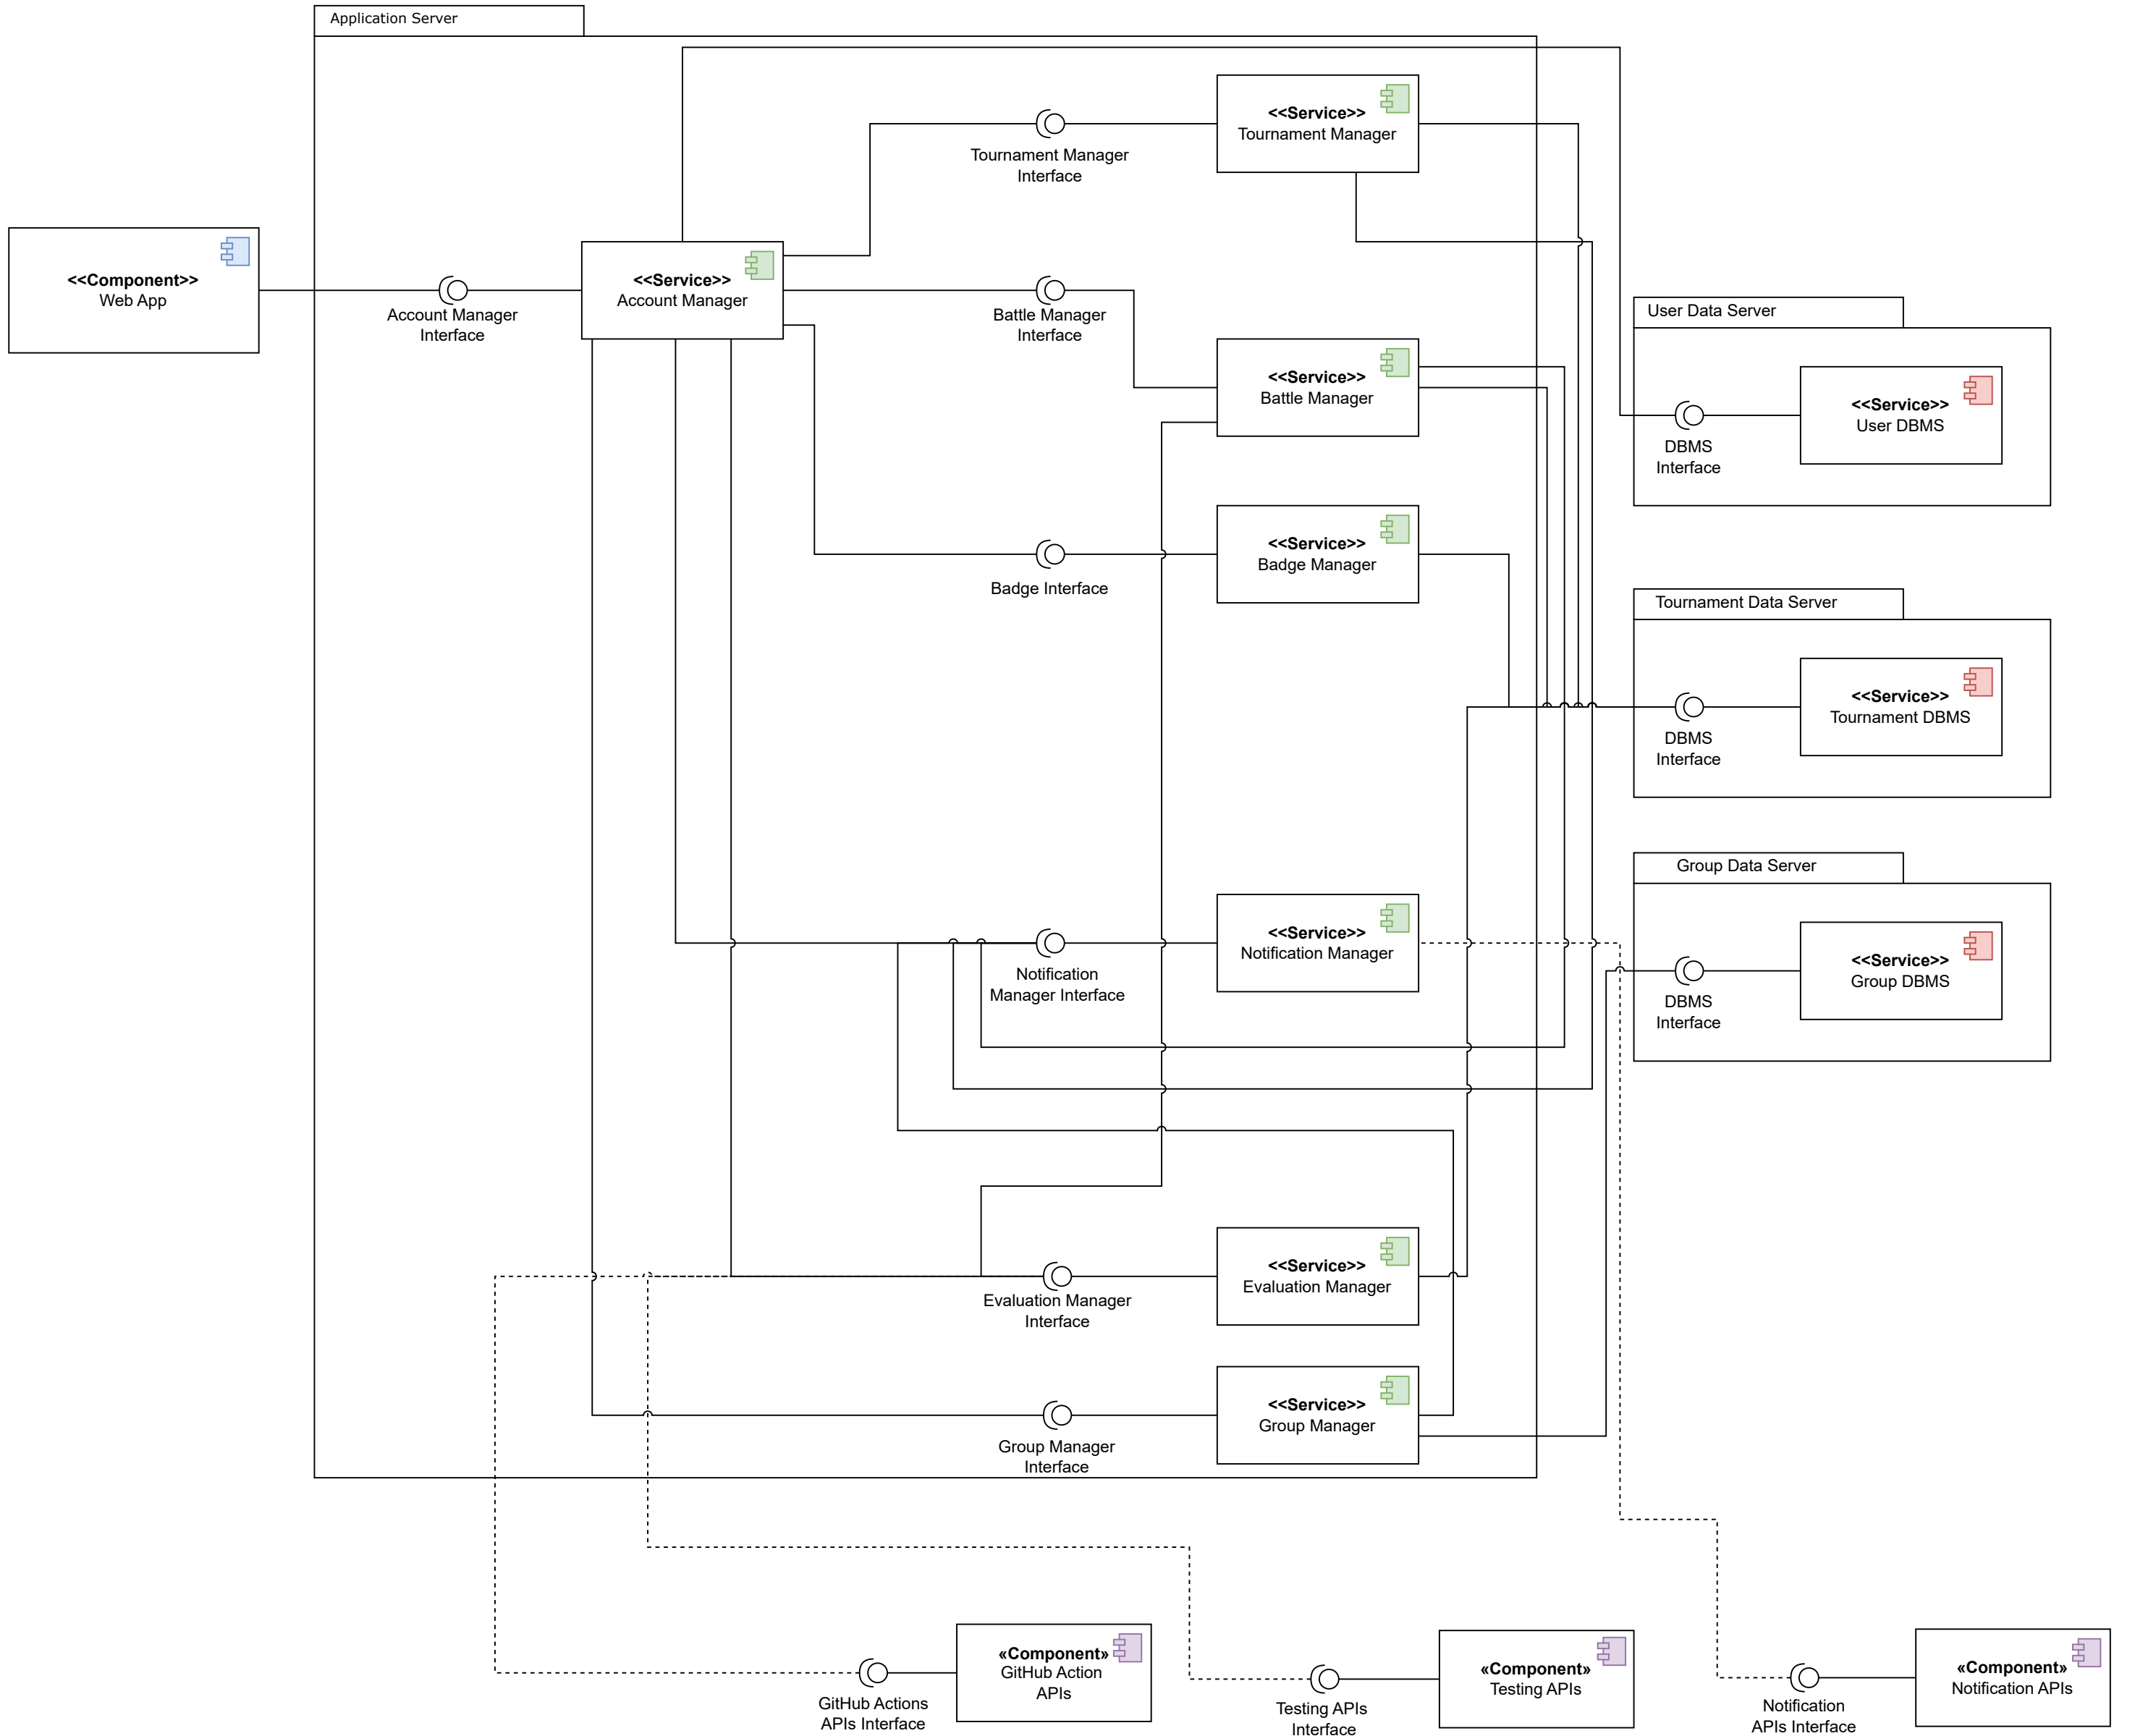 Application Server
<<Service>>
Tournament Manager
Tournament Manager
Interface
<<Component>>
Web App
Account Manager
Interface
<<Service>>
Account Manager
Battle Manager
Interface
<<Service>>
Battle Manager
User Data Server
<<Service>>
User DBMS
DBMS
Interface
<<Service>>
Badge Manager
Badge Interface
Tournament Data Server
<<Service>>
Tournament DBMS
DBMS
Interface
Group Data Server
<<Service>>
Notification Manager
Notification
Manager Interface
<<Service>>
Group DBMS
DBMS
Interface
<<Service>>
Evaluation Manager
Evaluation Manager
Interface
<<Service>>
Group Manager
Group Manager
Interface
«Component»
GitHub Action
APIs
GitHub Actions
APIs Interface
«Component»
Testing APIs
Testing APIs
Interface
«Component»
Notification APIs
Notification
APIs Interface